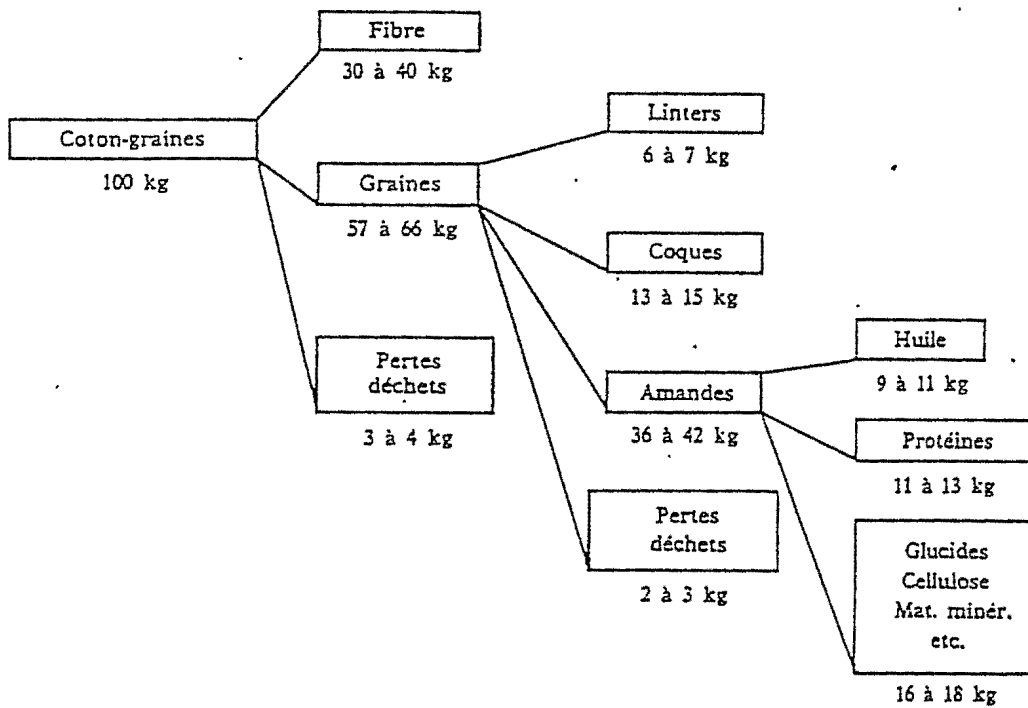 Fibre
30 à 40 kg
Coton-graines
100 kg
Graines
57 à 66 kg
Pertes
déchets
3 à 4 kg
Linters
6 à 7 kg
Coques
13 à 15 kg
Amandes
36 à 42 kg
Pertes
déchets
2 à 3 kg
Huile
9 à 11 kg
Protéines
11 à 13 kg
Glucides
Cellulose
Mat. minér.
etc.
16 à 18 kg